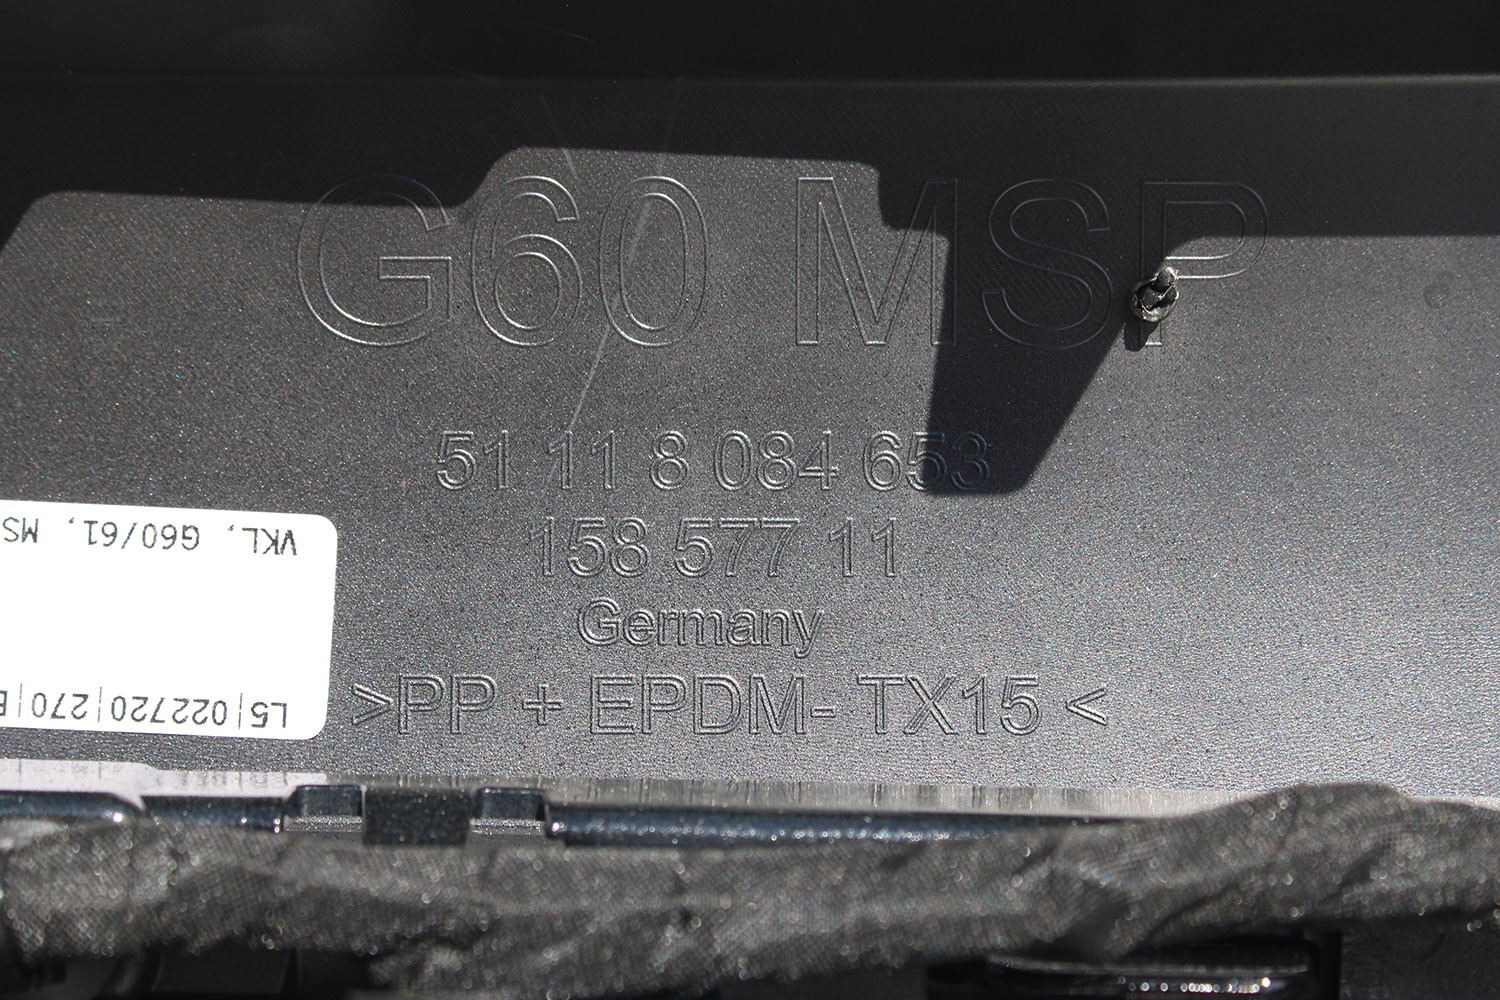 G60 MSP
51 11 8 084 653
158 577 11
Germany
>PP + EPDM- TX15 <
VKL, G60/61, MS
L5|022720|270|